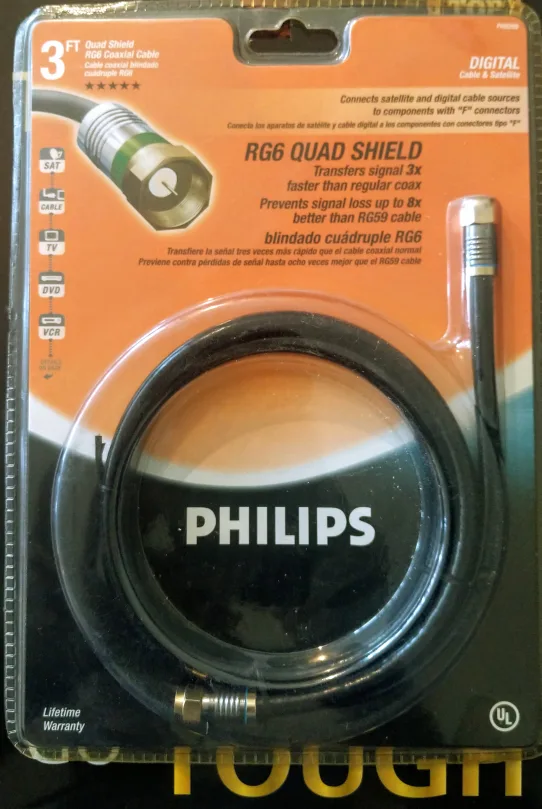 3 FT
Quad Shield
RG6 Coaxial Cable
Cable coaxial blindado
cuádruple RG6
DIGITAL
Cable & Satellite
Connects satellite and digital cable sources
to components with "F" connectors
Conecta los aparatos de satélite y cable digital a los componentes con conectores tipo "F"
RG6 QUAD SHIELD
Transfers signal 3x
faster than regular coax
Prevents signal loss up to 8x
better than RG59 cable
blindado cuádruple RG6
Transfiere la señal tres veces más rápido que el cable coaxial normal
Previene contra pérdidas de señal hasta ocho veces mejor que el RG59 cable
SAT
CABLE
TV
DVD
VCR
PHILIPS
Lifetime
Warranty
UL
TOUGH